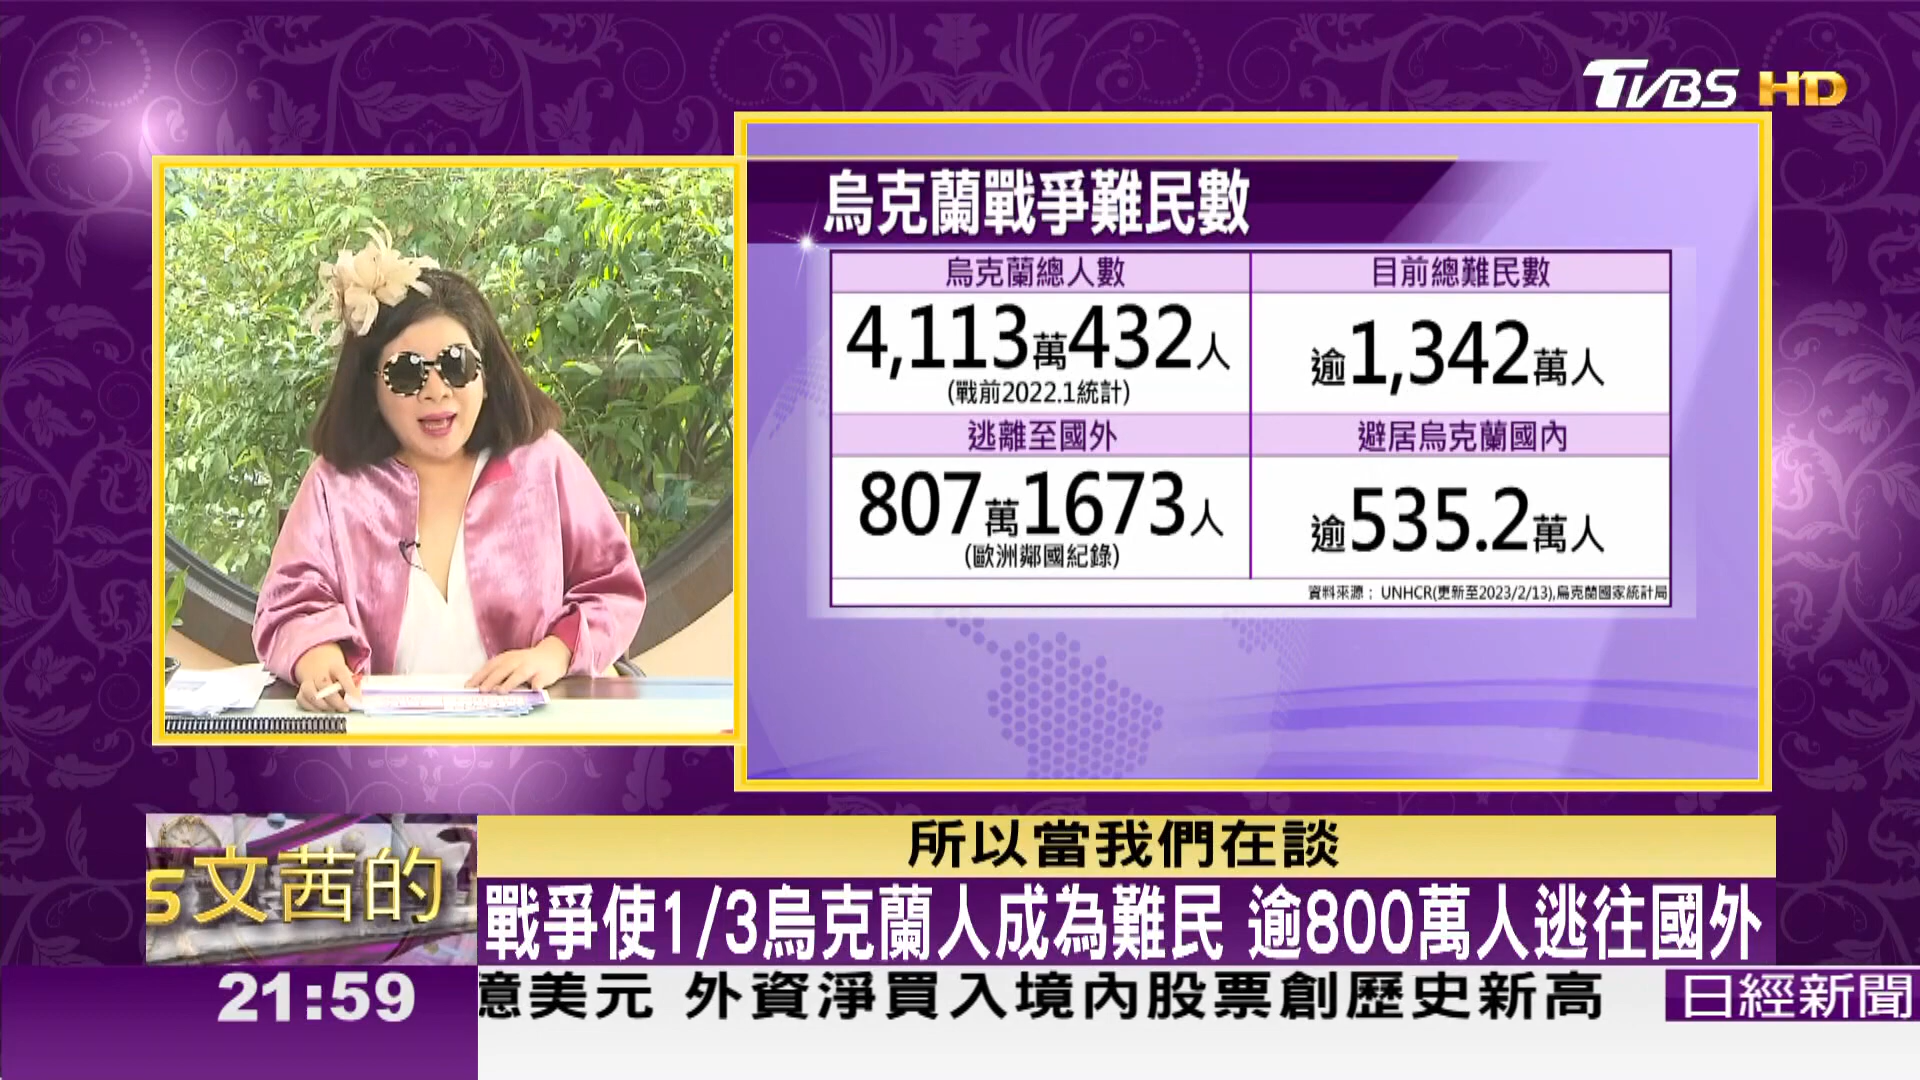 TVBS HD
烏克蘭戰爭難民數
烏克蘭總人數
4,113萬432人
(戰前2022.1統計)
目前總難民數
逾1,342萬人
逃離至國外
807萬1673人
(歐洲鄰國紀錄)
避居烏克蘭國內
逾535.2萬人
資料來源：UNHCR(更新至2023/2/13),烏克蘭國家統計局
所以當我們在談
S文茜的
戰爭使1/3烏克蘭人成為難民 逾800萬人逃往國外
21:59
億美元 外資淨買入境內股票創歷史新高
日經新聞